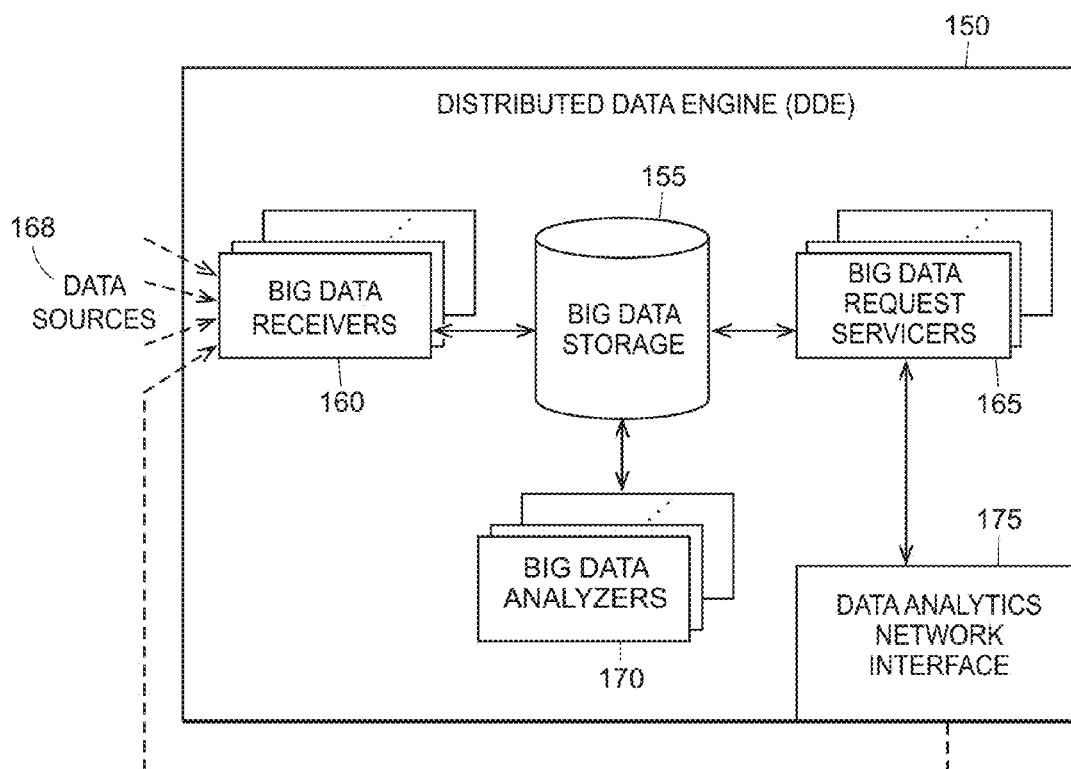 150
DISTRIBUTED DATA ENGINE (DDE)
155
168
DATA
SOURCES
BIG DATA
RECEIVERS
160
BIG DATA
STORAGE
BIG DATA
REQUEST
SERVICERS
165
BIG DATA
ANALYZERS
170
175
DATA ANALYTICS
NETWORK
INTERFACE